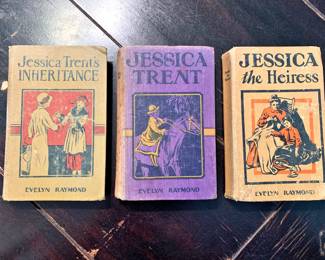 Jessica Trent's
INHERITANCE
EVELYN RAYMOND
JESSICA
TRENT
EVELYN RAYMOND
JESSICA
the Heiress
EVELYN RAYMOND